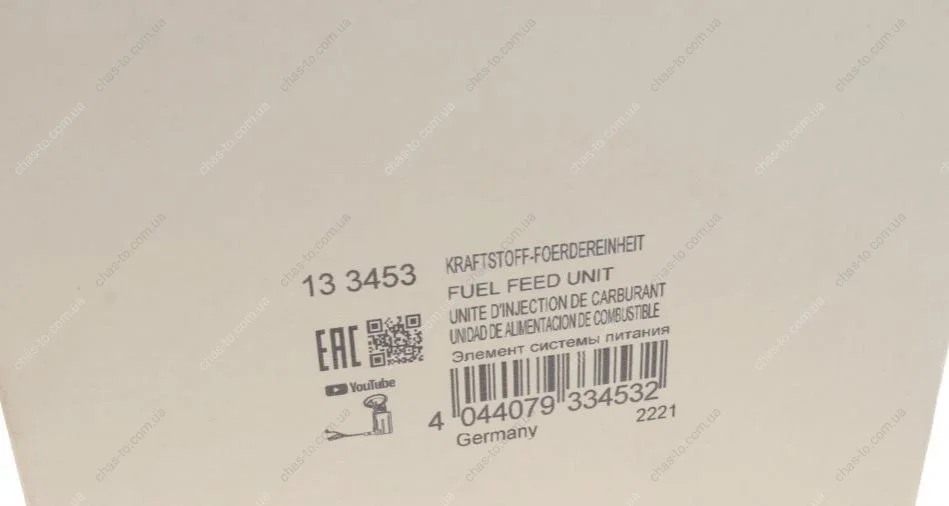 13 3453
KRAFTSTOFF-FOERDEREINHEIT
FUEL FEED UNIT
UNITE D'INJECTION DE CARBURANT
UNIDAD DE ALIMENTACION DE COMBUSTIBLE
Элемент системы питания
EAC
YouTube
4 044079 334532
Germany
2221
chas-to.com.ua